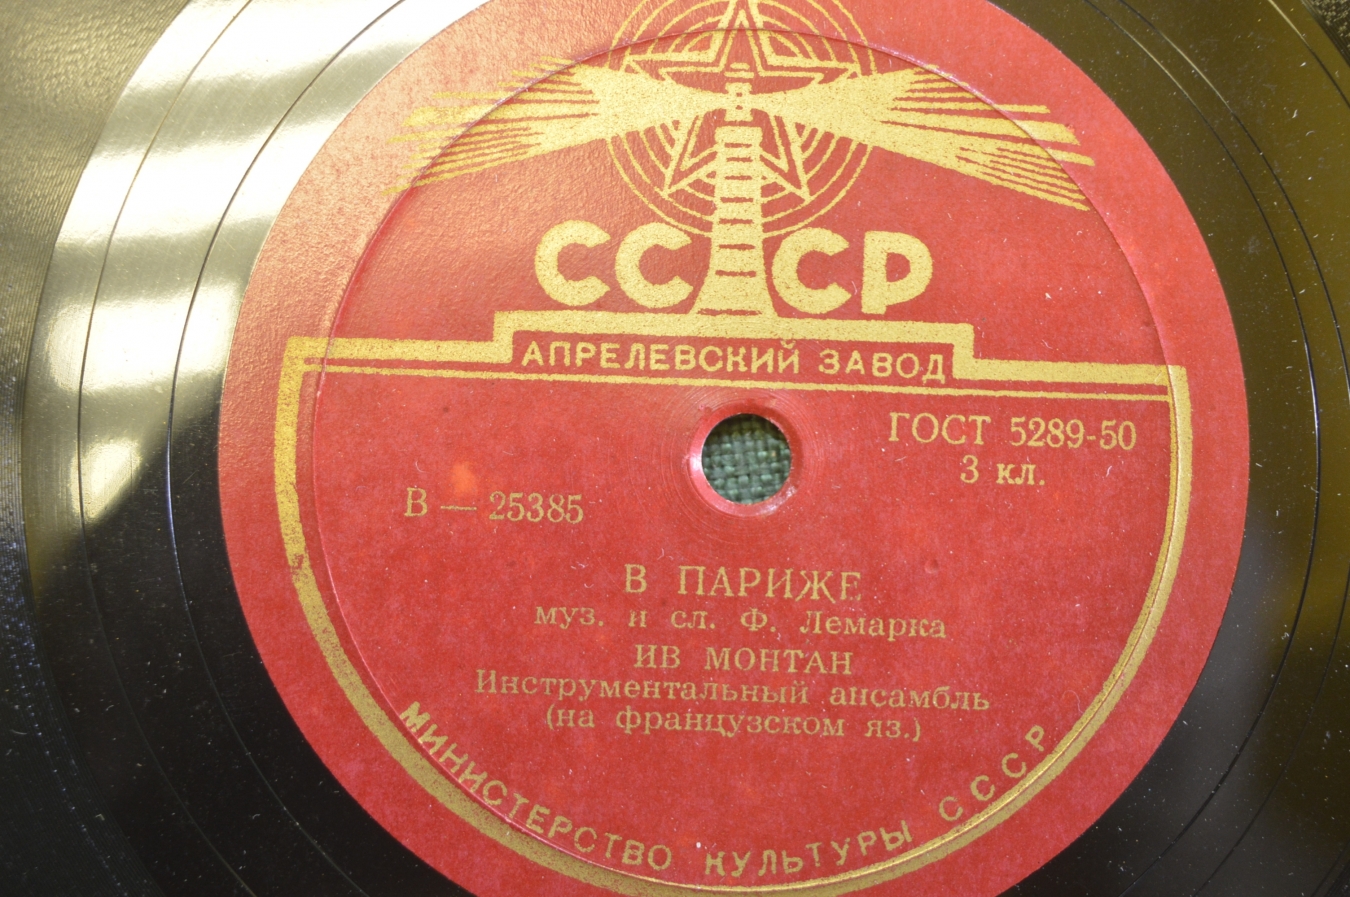 СССР
АПРЕЛЕВСКИЙ ЗАВОД
ГОСТ 5289-50
3 кл.
В — 25385
В ПАРИЖЕ
муз. и сл. Ф. Лемарка
ИВ МОНТАН
Инструментальный ансамбль
(на французском яз.)
МИНИСТЕРСТВО КУЛЬТУРЫ СССР